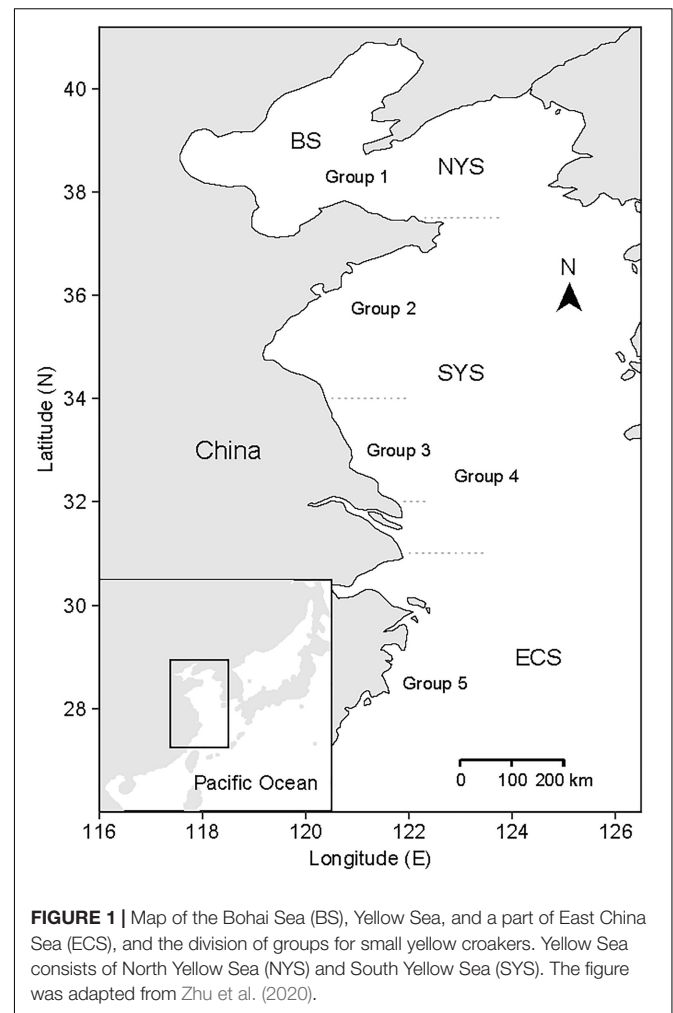 40
38
36
34
32
30
28
Latitude (N)
BS
NYS
Group 1
N
Group 2
SYS
China
Group 3
Group 4
ECS
Group 5
0 100 200 km
Pacific Ocean
116 118 120 122 124 126
Longitude (E)
FIGURE 1 | Map of the Bohai Sea (BS), Yellow Sea, and a part of East China
Sea (ECS), and the division of groups for small yellow croakers. Yellow Sea
consists of North Yellow Sea (NYS) and South Yellow Sea (SYS). The figure
was adapted from Zhu et al. (2020).